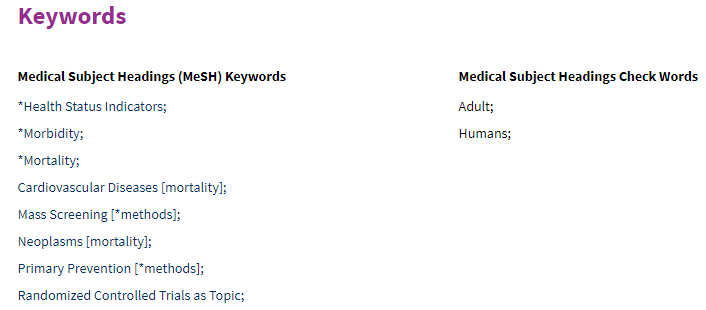 Keywords
Medical Subject Headings (MeSH) Keywords
*Health Status Indicators;
*Morbidity;
*Mortality;
Cardiovascular Diseases [mortality];
Mass Screening [*methods];
Neoplasms [mortality];
Primary Prevention [*methods];
Randomized Controlled Trials as Topic;
Medical Subject Headings Check Words
Adult;
Humans;